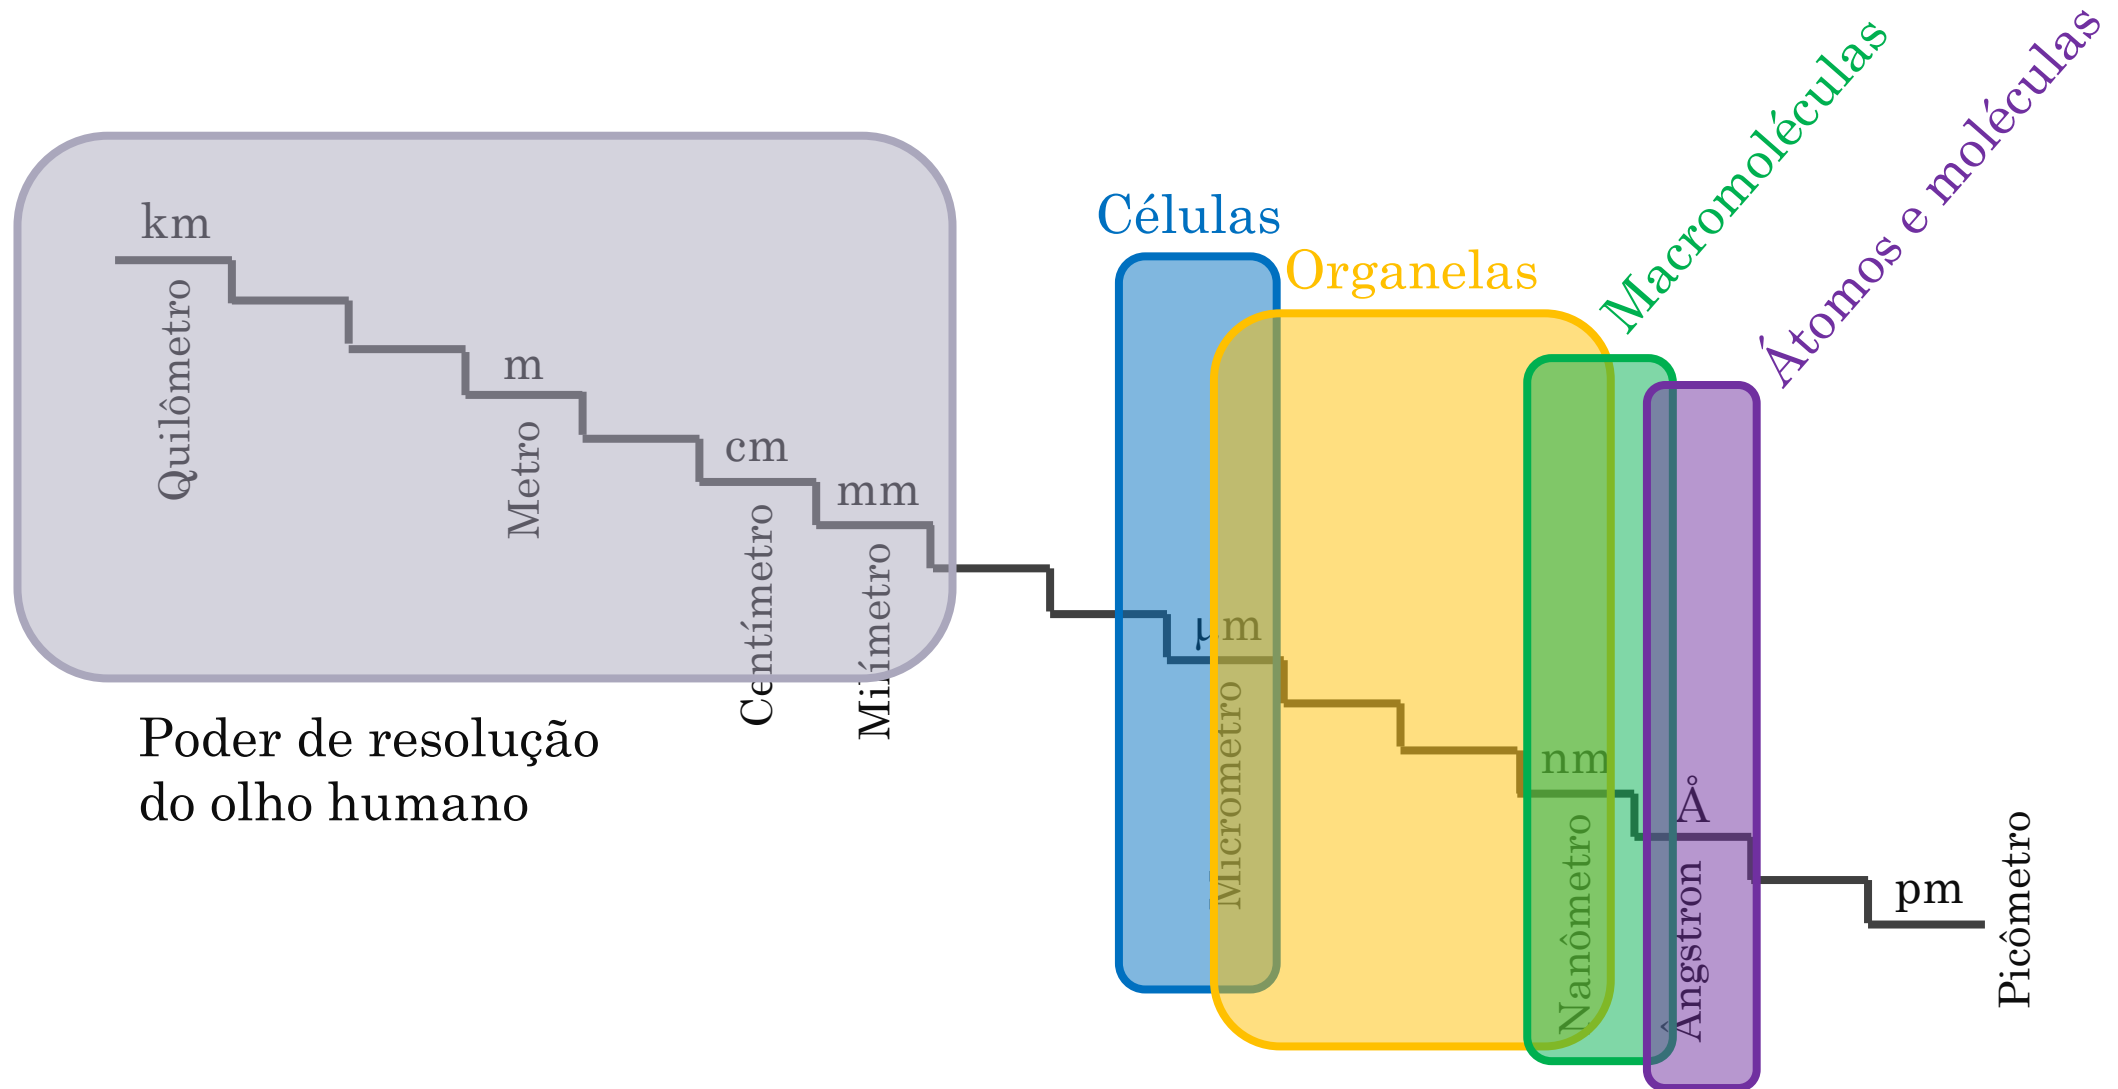 km
Quilômetro
m
Metro
cm
Centímetro
mm
Milímetro
Poder de resolução
do olho humano
Células
μm
Micrometro
Organelas
nm
Nanômetro
Macromoléculas
Å
Ângstron
Átomos e moléculas
pm
Picômetro